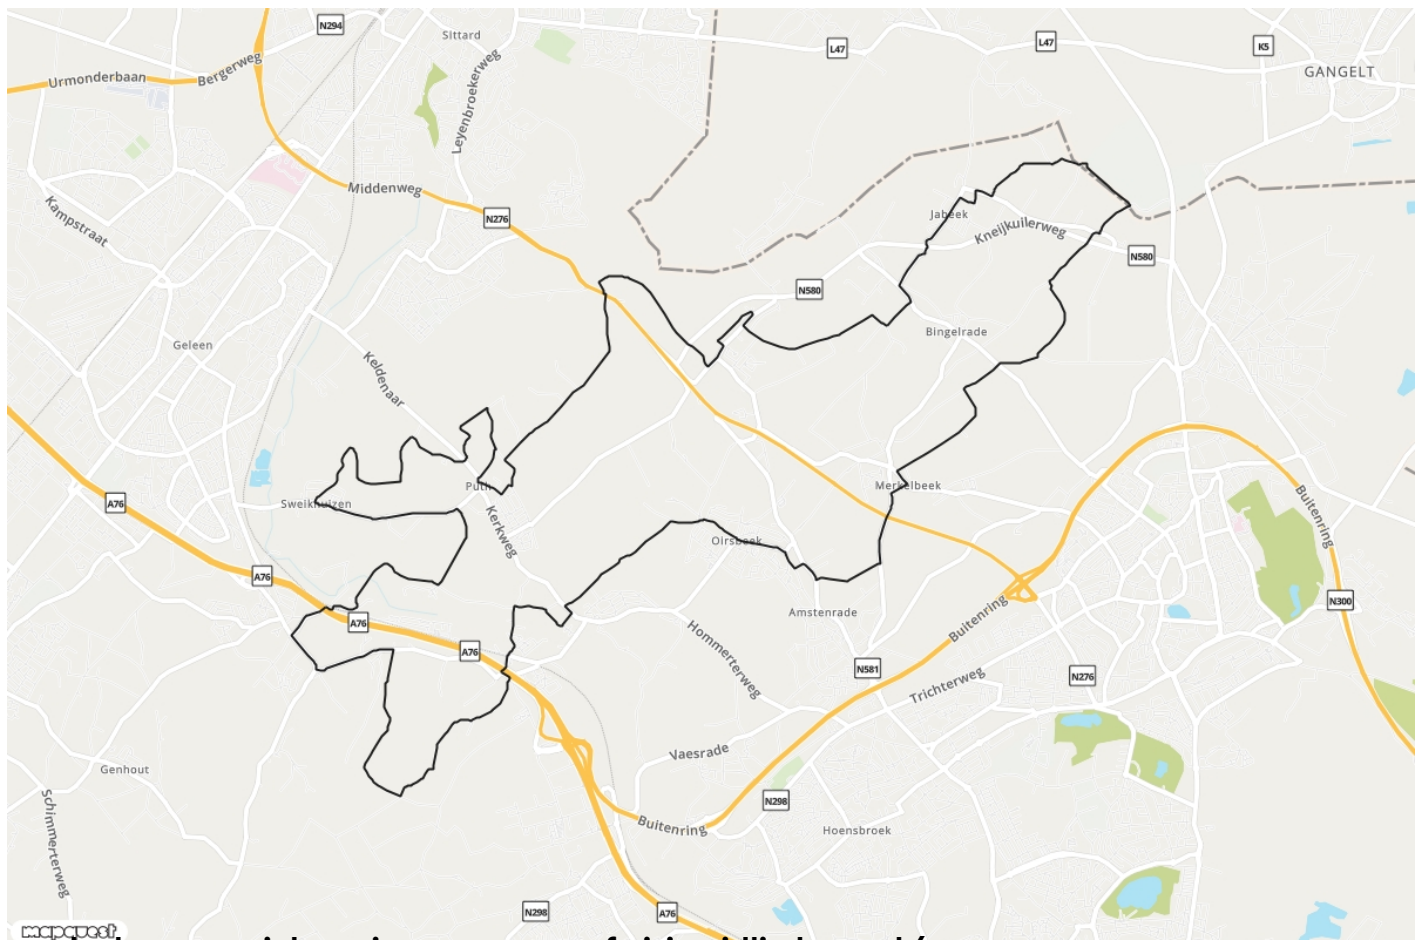 N294
Sittard
L47
L47
K5
GANGELT
Urmonderbaan
Bergerweg
Leyenbroekerweg
Middenweg
N276
Kampstraat
Jabeek
Kneijkuilerweg
N580
N580
Bingelrade
Geleen
Keldenaar
Merkelbeek
Puth
Sweikhuizen
A76
Kerkweg
Oirsbeek
Buitenring
A76
Amstenrade
Buitenring
N300
A76
Hommerterweg
A76
N581
N276
Trichterweg
Vaesrade
Genhout
Schimmerterweg
N298
Buitenring
Hoensbroek
N298
A76
mapquest